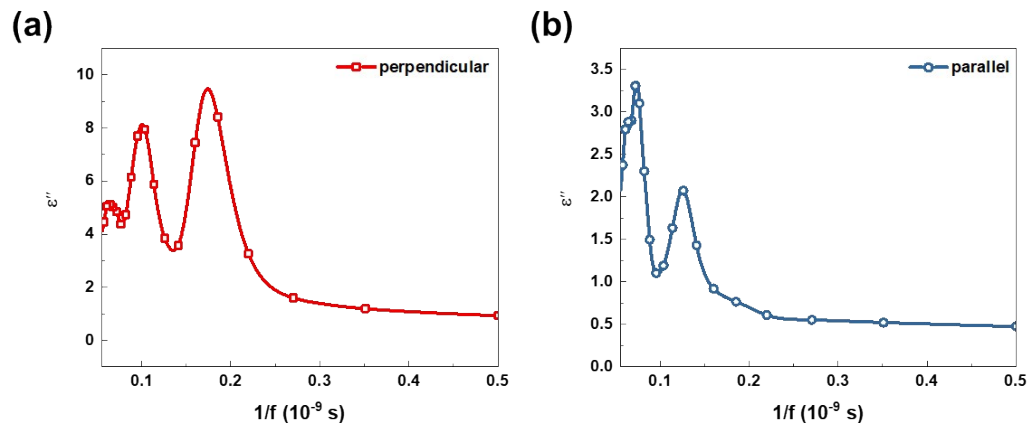 (a)
perpendicular
10
8
6
4
2
0
ε″
0.1 0.2 0.3 0.4 0.5
1/f (10⁻⁹ s)
(b)
parallel
3.5
3.0
2.5
2.0
1.5
1.0
0.5
0.0
ε″
0.1 0.2 0.3 0.4 0.5
1/f (10⁻⁹ s)